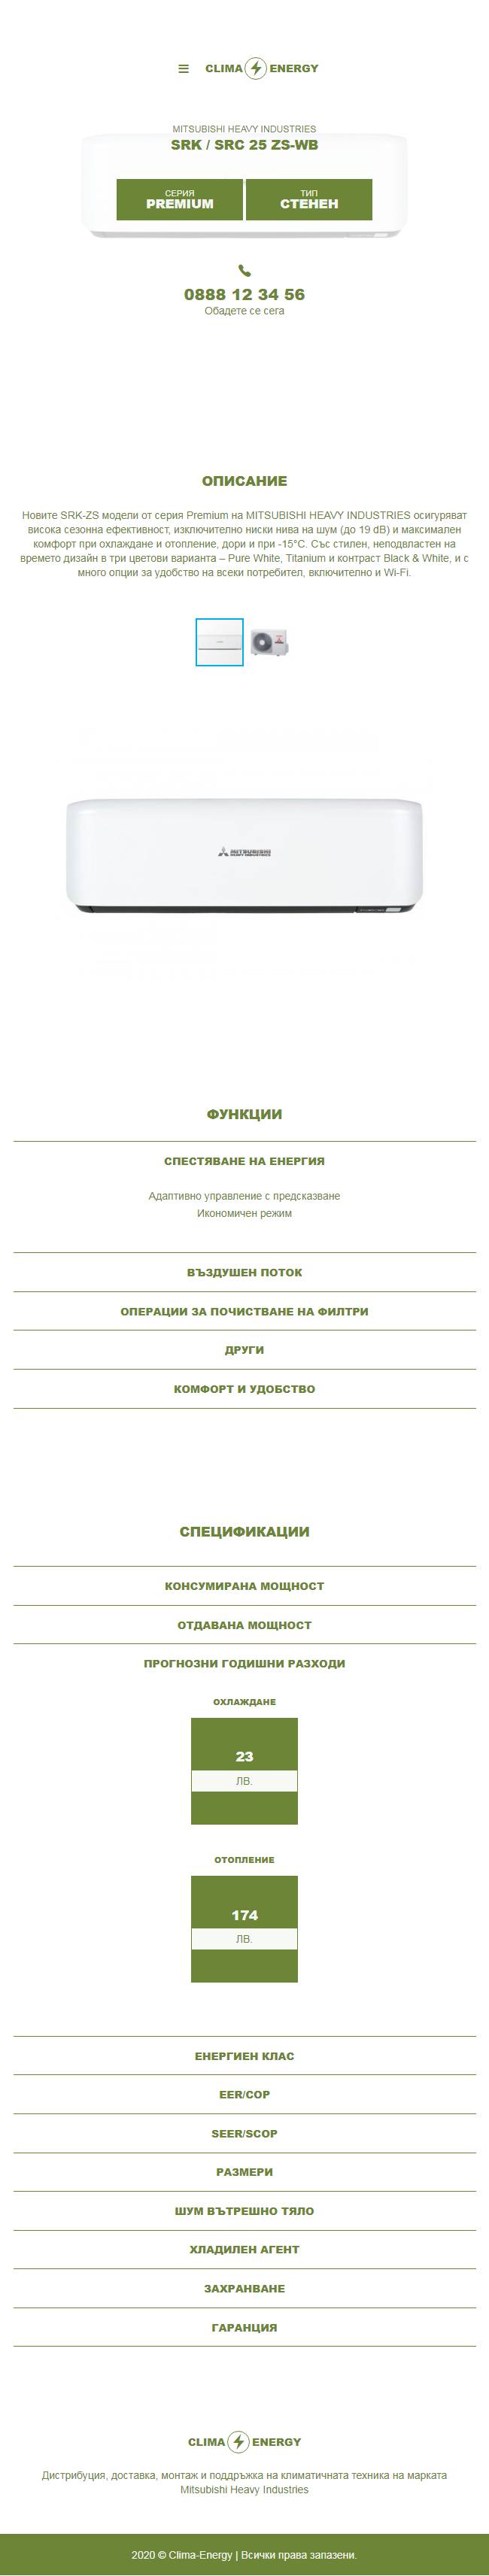 CLIMA ENERGY
MITSUBISHI HEAVY INDUSTRIES
SRK / SRC 25 ZS-WB
СЕРИЯ
PREMIUM
ТИП
СТЕНЕН
0888 12 34 56
Обадете се сега
ОПИСАНИЕ
Новите SRK-ZS модели от серия Premium на MITSUBISHI HEAVY INDUSTRIES осигуряват
висока сезонна ефективност, изключително ниски нива на шум (до 19 dB) и максимален
комфорт при охлаждане и отопление, дори и при -15°C. Със стилен, неподвластен на
времето дизайн в три цветови варианта – Pure White, Titanium и контраст Black & White, и с
много опции за удобство на всеки потребител, включително и Wi-Fi.
MITSUBISHI
HEAVY INDUSTRIES
ФУНКЦИИ
СПЕСТЯВАНЕ НА ЕНЕРГИЯ
Адаптивно управление с предсказване
Икономичен режим
ВЪЗДУШЕН ПОТОК
ОПЕРАЦИИ ЗА ПОЧИСТВАНЕ НА ФИЛТРИ
ДРУГИ
КОМФОРТ И УДОБСТВО
СПЕЦИФИКАЦИИ
КОНСУМИРАНА МОЩНОСТ
ОТДАВАНА МОЩНОСТ
ПРОГНОЗНИ ГОДИШНИ РАЗХОДИ
ОХЛАЖДАНЕ
23
ЛВ.
ОТОПЛЕНИЕ
174
ЛВ.
ЕНЕРГИЕН КЛАС
EER/COP
SEER/SCOP
РАЗМЕРИ
ШУМ ВЪТРЕШНО ТЯЛО
ХЛАДИЛЕН АГЕНТ
ЗАХРАНВАНЕ
ГАРАНЦИЯ
CLIMA ENERGY
Дистрибуция, доставка, монтаж и поддръжка на климатичната техника на марката
Mitsubishi Heavy Industries
2020 © Clima-Energy | Всички права запазени.